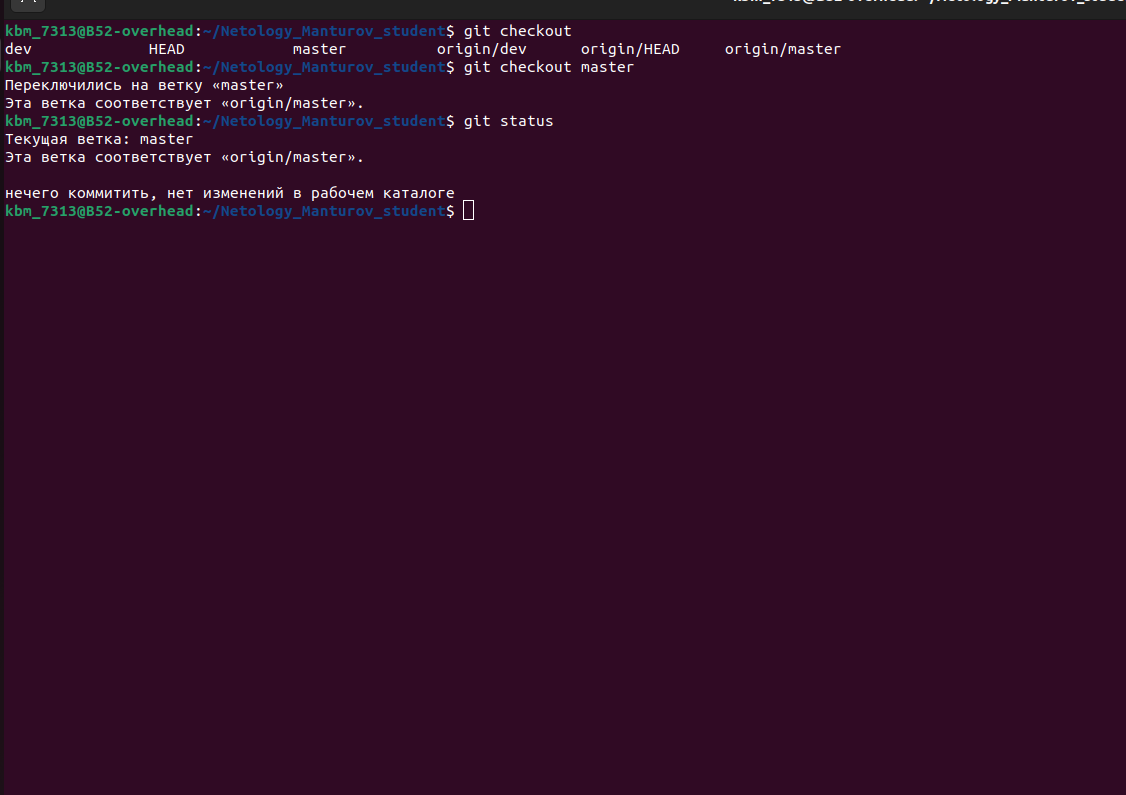 kbm_7313@B52-overhead:~/Netology_Manturov_student$ git checkout
dev HEAD master origin/dev origin/HEAD origin/master
kbm_7313@B52-overhead:~/Netology_Manturov_student$ git checkout master
Переключились на ветку «master»
Эта ветка соответствует «origin/master».
kbm_7313@B52-overhead:~/Netology_Manturov_student$ git status
Текущая ветка: master
Эта ветка соответствует «origin/master».
нечего коммитить, нет изменений в рабочем каталоге
kbm_7313@B52-overhead:~/Netology_Manturov_student$